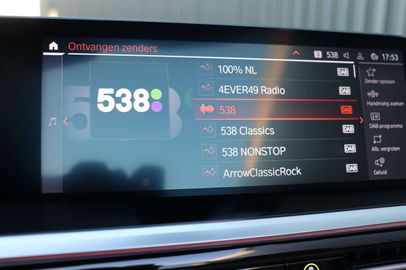 Ontvangen zenders
538
17:53
538
100% NL DAB
4EVER49 Radio DAB
538 DAB
538 Classics DAB
538 NONSTOP DAB
ArrowClassicRock DAB
Zender opslaan
Handmatig zoeken
DAB-programma
Afb. vergroten
Geluid